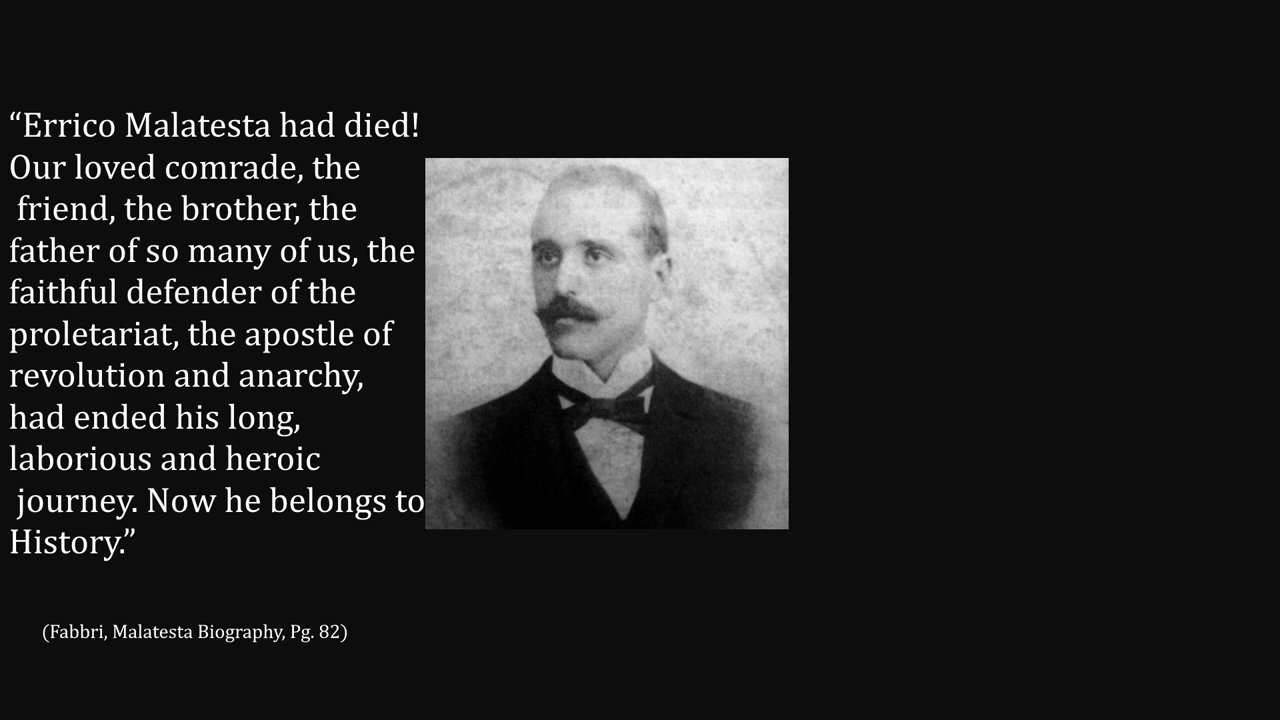 “Errico Malatesta had died!
Our loved comrade, the
friend, the brother, the
father of so many of us, the
faithful defender of the
proletariat, the apostle of
revolution and anarchy,
had ended his long,
laborious and heroic
journey. Now he belongs to
History.”
(Fabbri, Malatesta Biography, Pg. 82)